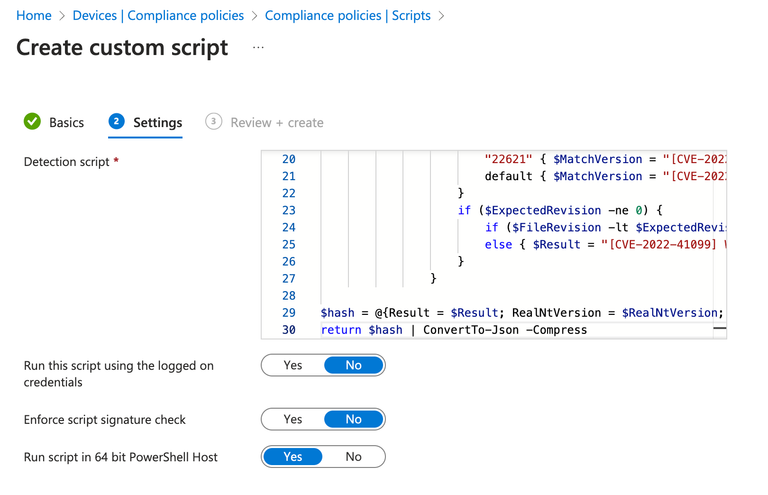 Home > Devices | Compliance policies > Compliance policies | Scripts >
Create custom script ...
Basics 2 Settings 3 Review + create
Detection script *
20 "22621" { $MatchVersion = "[CVE-202
21 default { $MatchVersion = "[CVE-202
22 }
23 if ($ExpectedRevision -ne 0) {
24 if ($FileRevision -lt $ExpectedRevis
25 else { $Result = "[CVE-2022-41099]
26 }
27 }
28
29 $hash = @{Result = $Result; RealNtVersion = $RealNtVersion;
30 return $hash | ConvertTo-Json -Compress
Run this script using the logged on
credentials
Yes No
Enforce script signature check Yes No
Run script in 64 bit PowerShell Host Yes No